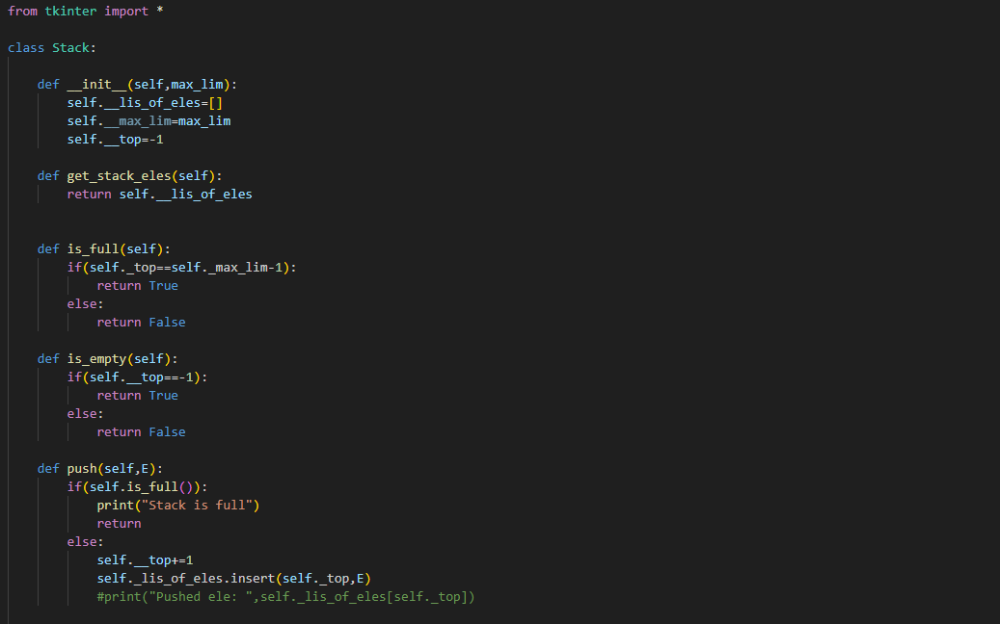 from tkinter import *
class Stack:
def __init__(self,max_lim):
self.__lis_of_eles=[]
self.__max_lim=max_lim
self.__top=-1
def get_stack_eles(self):
return self.__lis_of_eles
def is_full(self):
if(self._top==self._max_lim-1):
return True
else:
return False
def is_empty(self):
if(self.__top==-1):
return True
else:
return False
def push(self,E):
if(self.is_full()):
print("Stack is full")
return
else:
self.__top+=1
self._lis_of_eles.insert(self._top,E)
#print("Pushed ele: ",self._lis_of_eles[self._top])